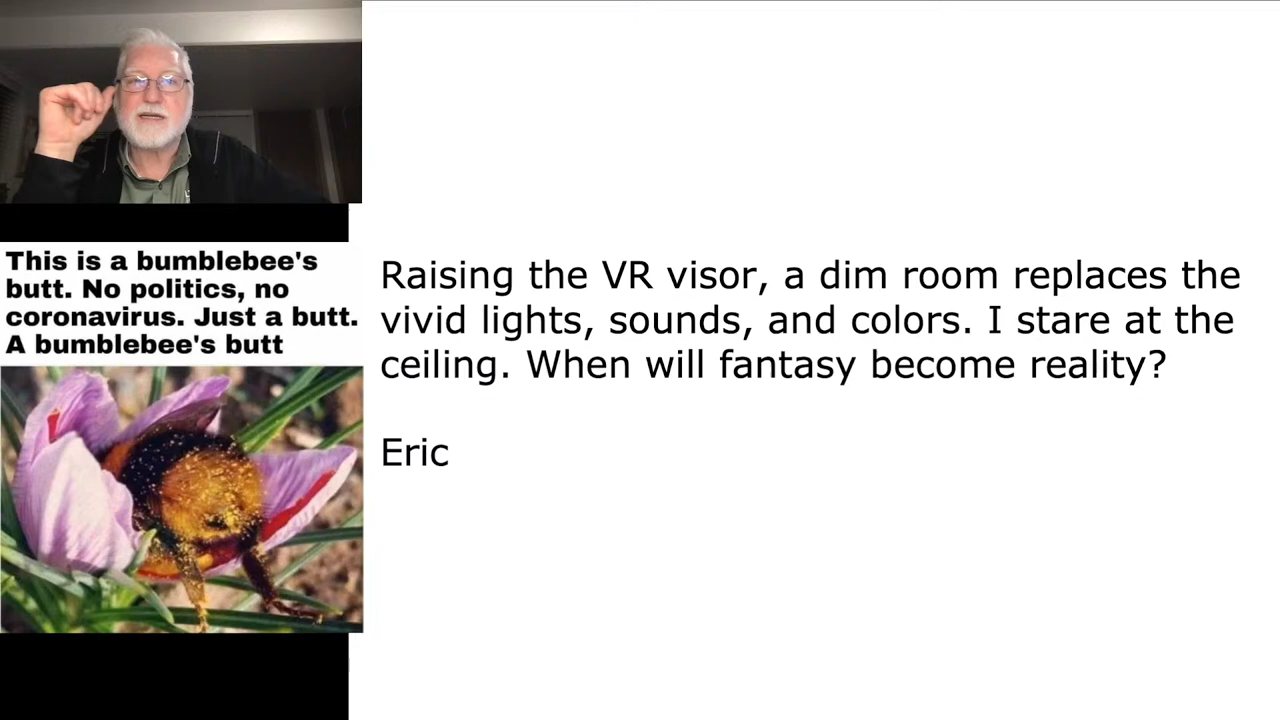 This is a bumblebee's
butt. No politics, no
coronavirus. Just a butt.
A bumblebee's butt
Raising the VR visor, a dim room replaces the
vivid lights, sounds, and colors. I stare at the
ceiling. When will fantasy become reality?
Eric